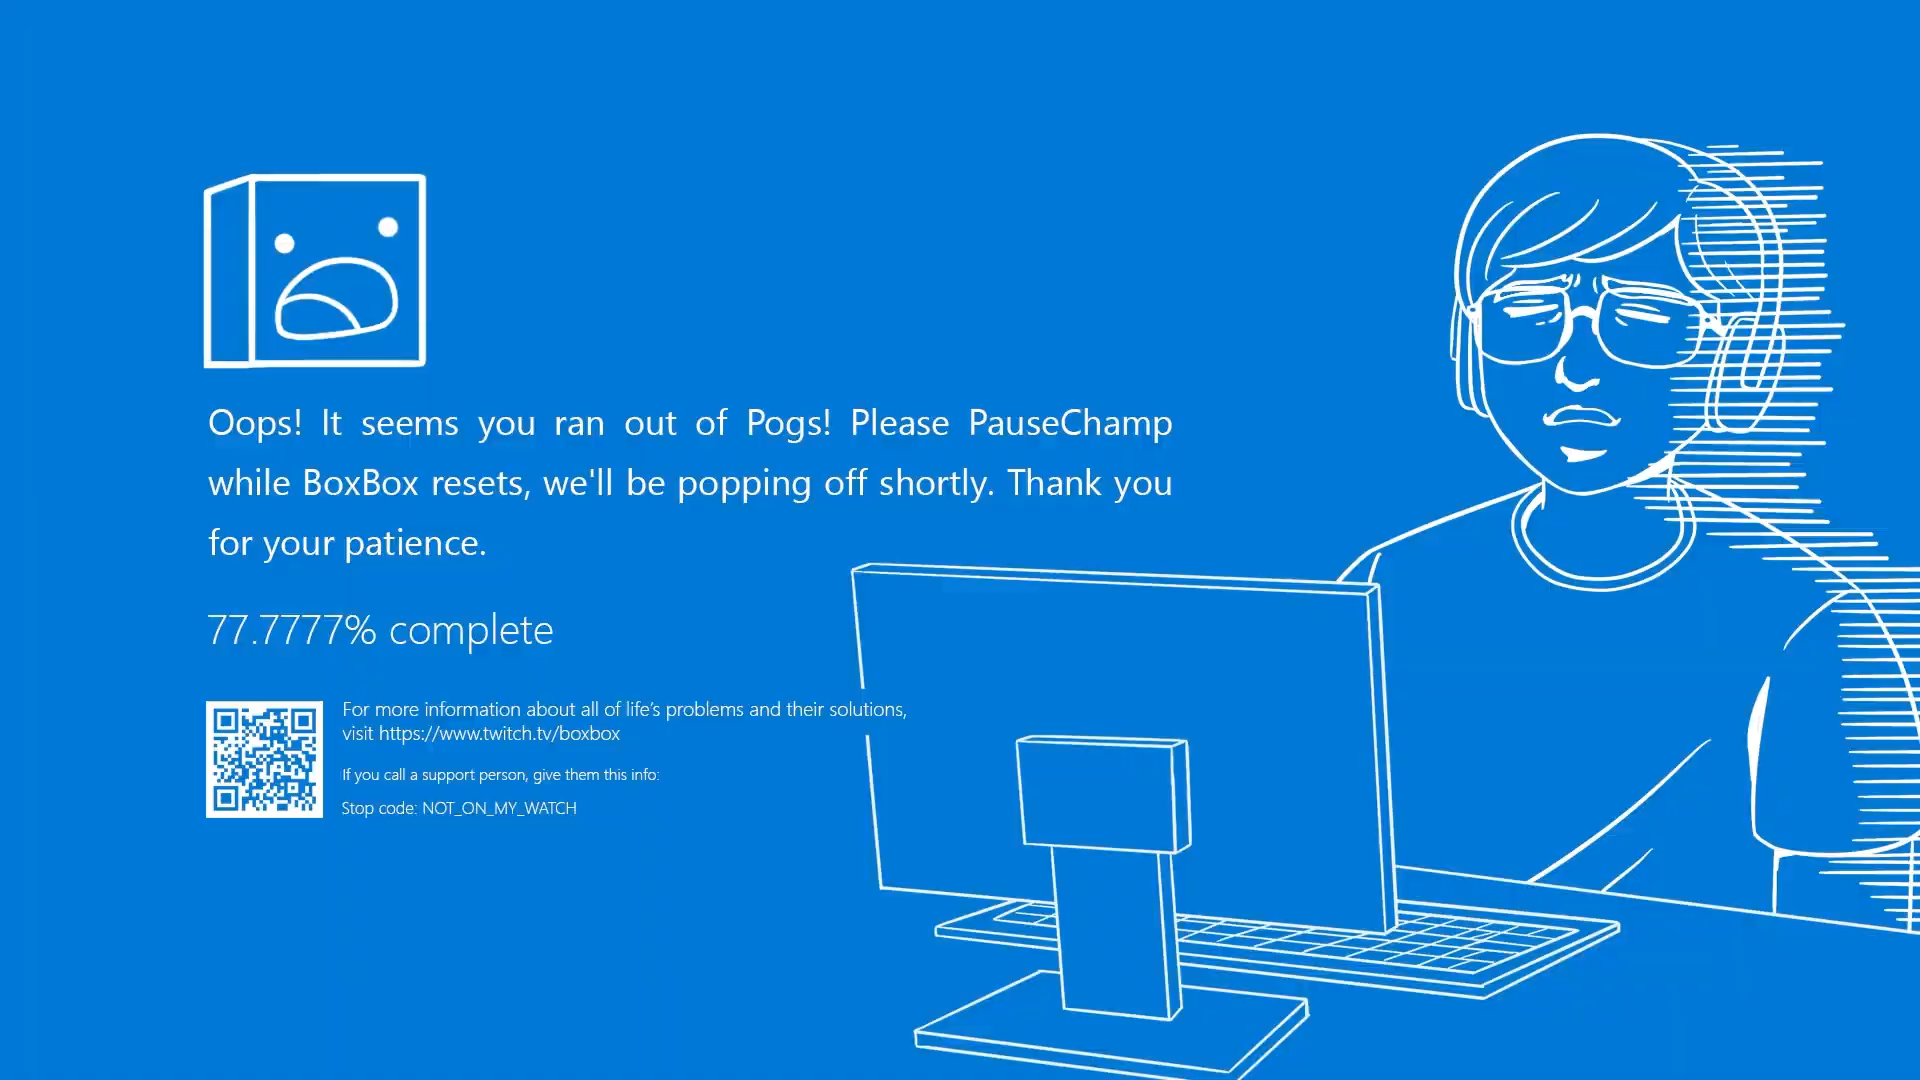 Oops! It seems you ran out of Pogs! Please PauseChamp
while BoxBox resets, we'll be popping off shortly. Thank you
for your patience.
77.7777% complete
For more information about all of life’s problems and their solutions,
visit https://www.twitch.tv/boxbox
If you call a support person, give them this info:
Stop code: NOT_ON_MY_WATCH